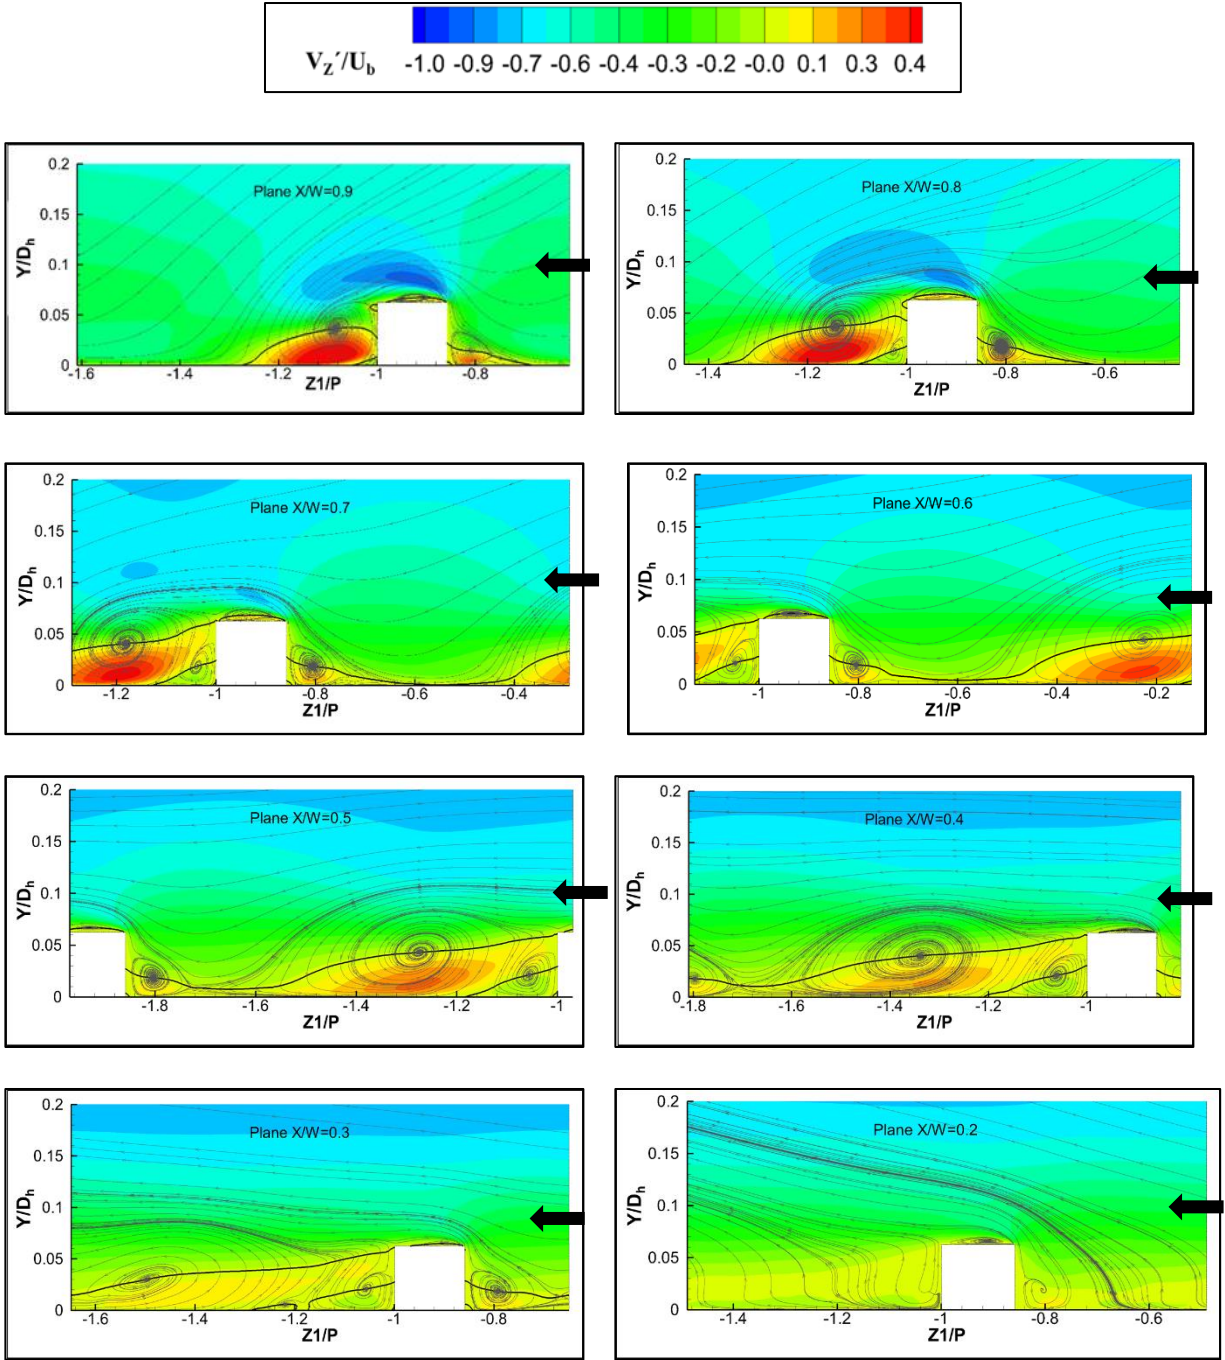 V_Z´/U_b -1.0 -0.9 -0.7 -0.6 -0.4 -0.3 -0.2 -0.0 0.1 0.3 0.4
Plane X/W=0.9
Y/D_h
0.2
0.15
0.1
0.05
0
-1.6 -1.4 -1.2 -1 -0.8
Z1/P
Plane X/W=0.8
Y/D_h
0.2
0.15
0.1
0.05
0
-1.4 -1.2 -1 -0.8 -0.6
Z1/P
Plane X/W=0.7
Y/D_h
0.2
0.15
0.1
0.05
0
-1.2 -1 -0.8 -0.6 -0.4
Z1/P
Plane X/W=0.6
Y/D_h
0.2
0.15
0.1
0.05
0
-1 -0.8 -0.6 -0.4 -0.2
Z1/P
Plane X/W=0.5
Y/D_h
0.2
0.15
0.1
0.05
0
-1.8 -1.6 -1.4 -1.2 -1
Z1/P
Plane X/W=0.4
Y/D_h
0.2
0.15
0.1
0.05
0
-1.8 -1.6 -1.4 -1.2 -1
Z1/P
Plane X/W=0.3
Y/D_h
0.2
0.15
0.1
0.05
0
-1.6 -1.4 -1.2 -1 -0.8
Z1/P
Plane X/W=0.2
Y/D_h
0.2
0.15
0.1
0.05
0
-1.4 -1.2 -1 -0.8 -0.6
Z1/P